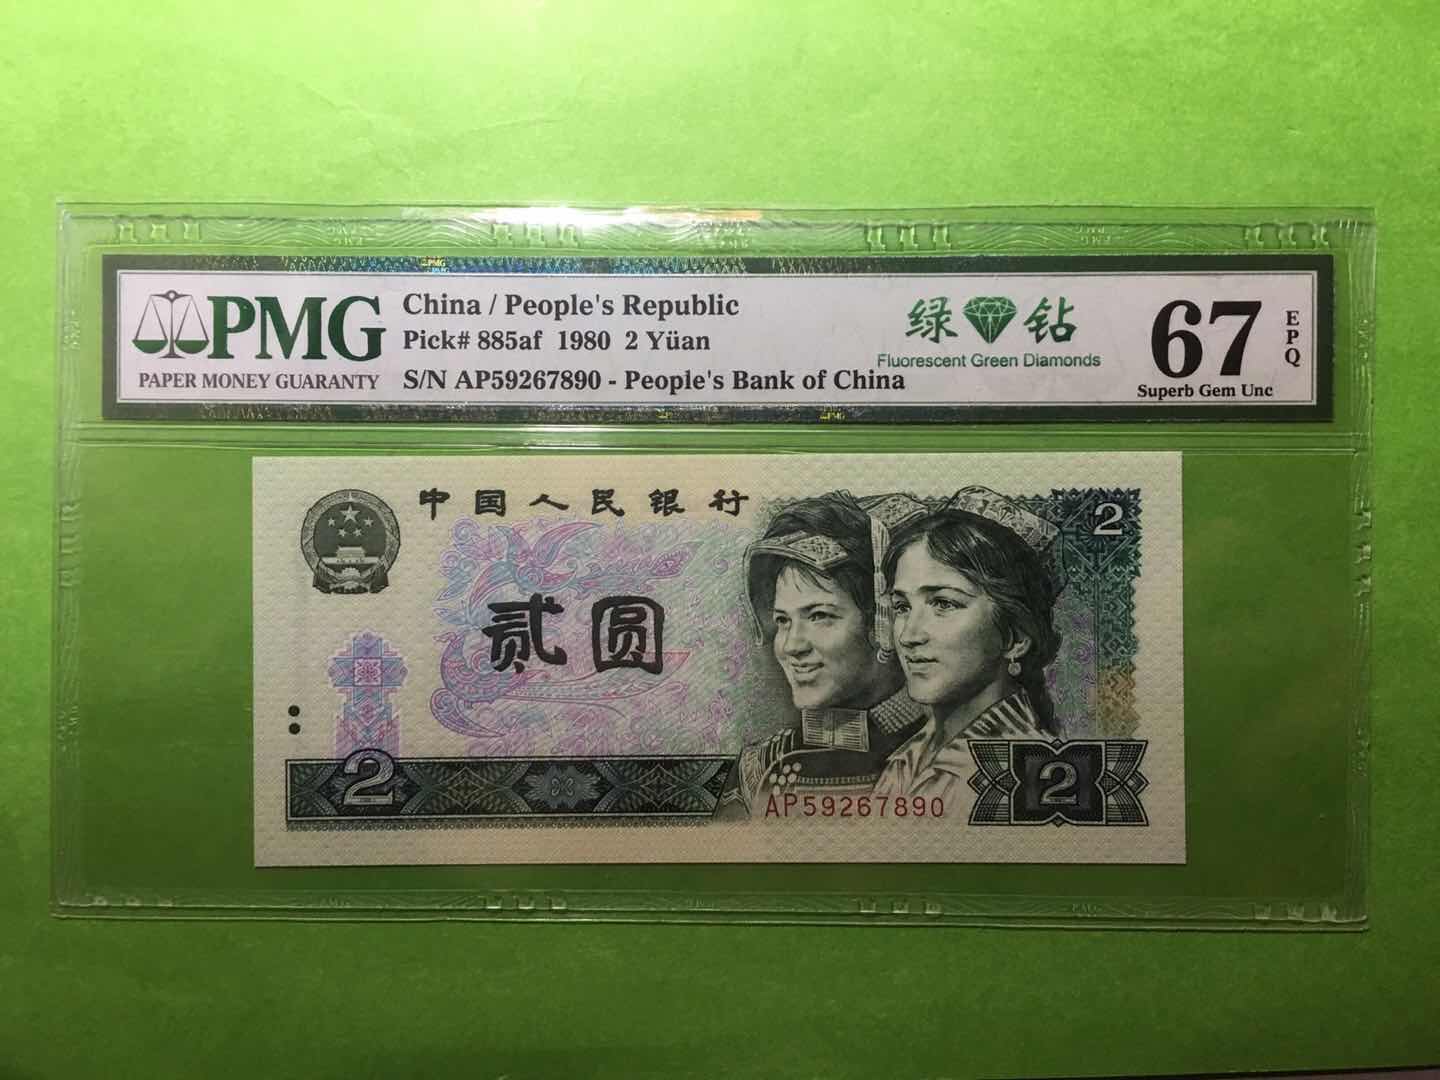 PMG
PAPER MONEY GUARANTY
China / People's Republic
Pick# 885af 1980 2 Yüan
S/N AP59267890 - People's Bank of China
绿 钻
Fluorescent Green Diamonds
67
EPQ
Superb Gem Unc
中国人民银行
2
贰圆
2
AP59267890
2